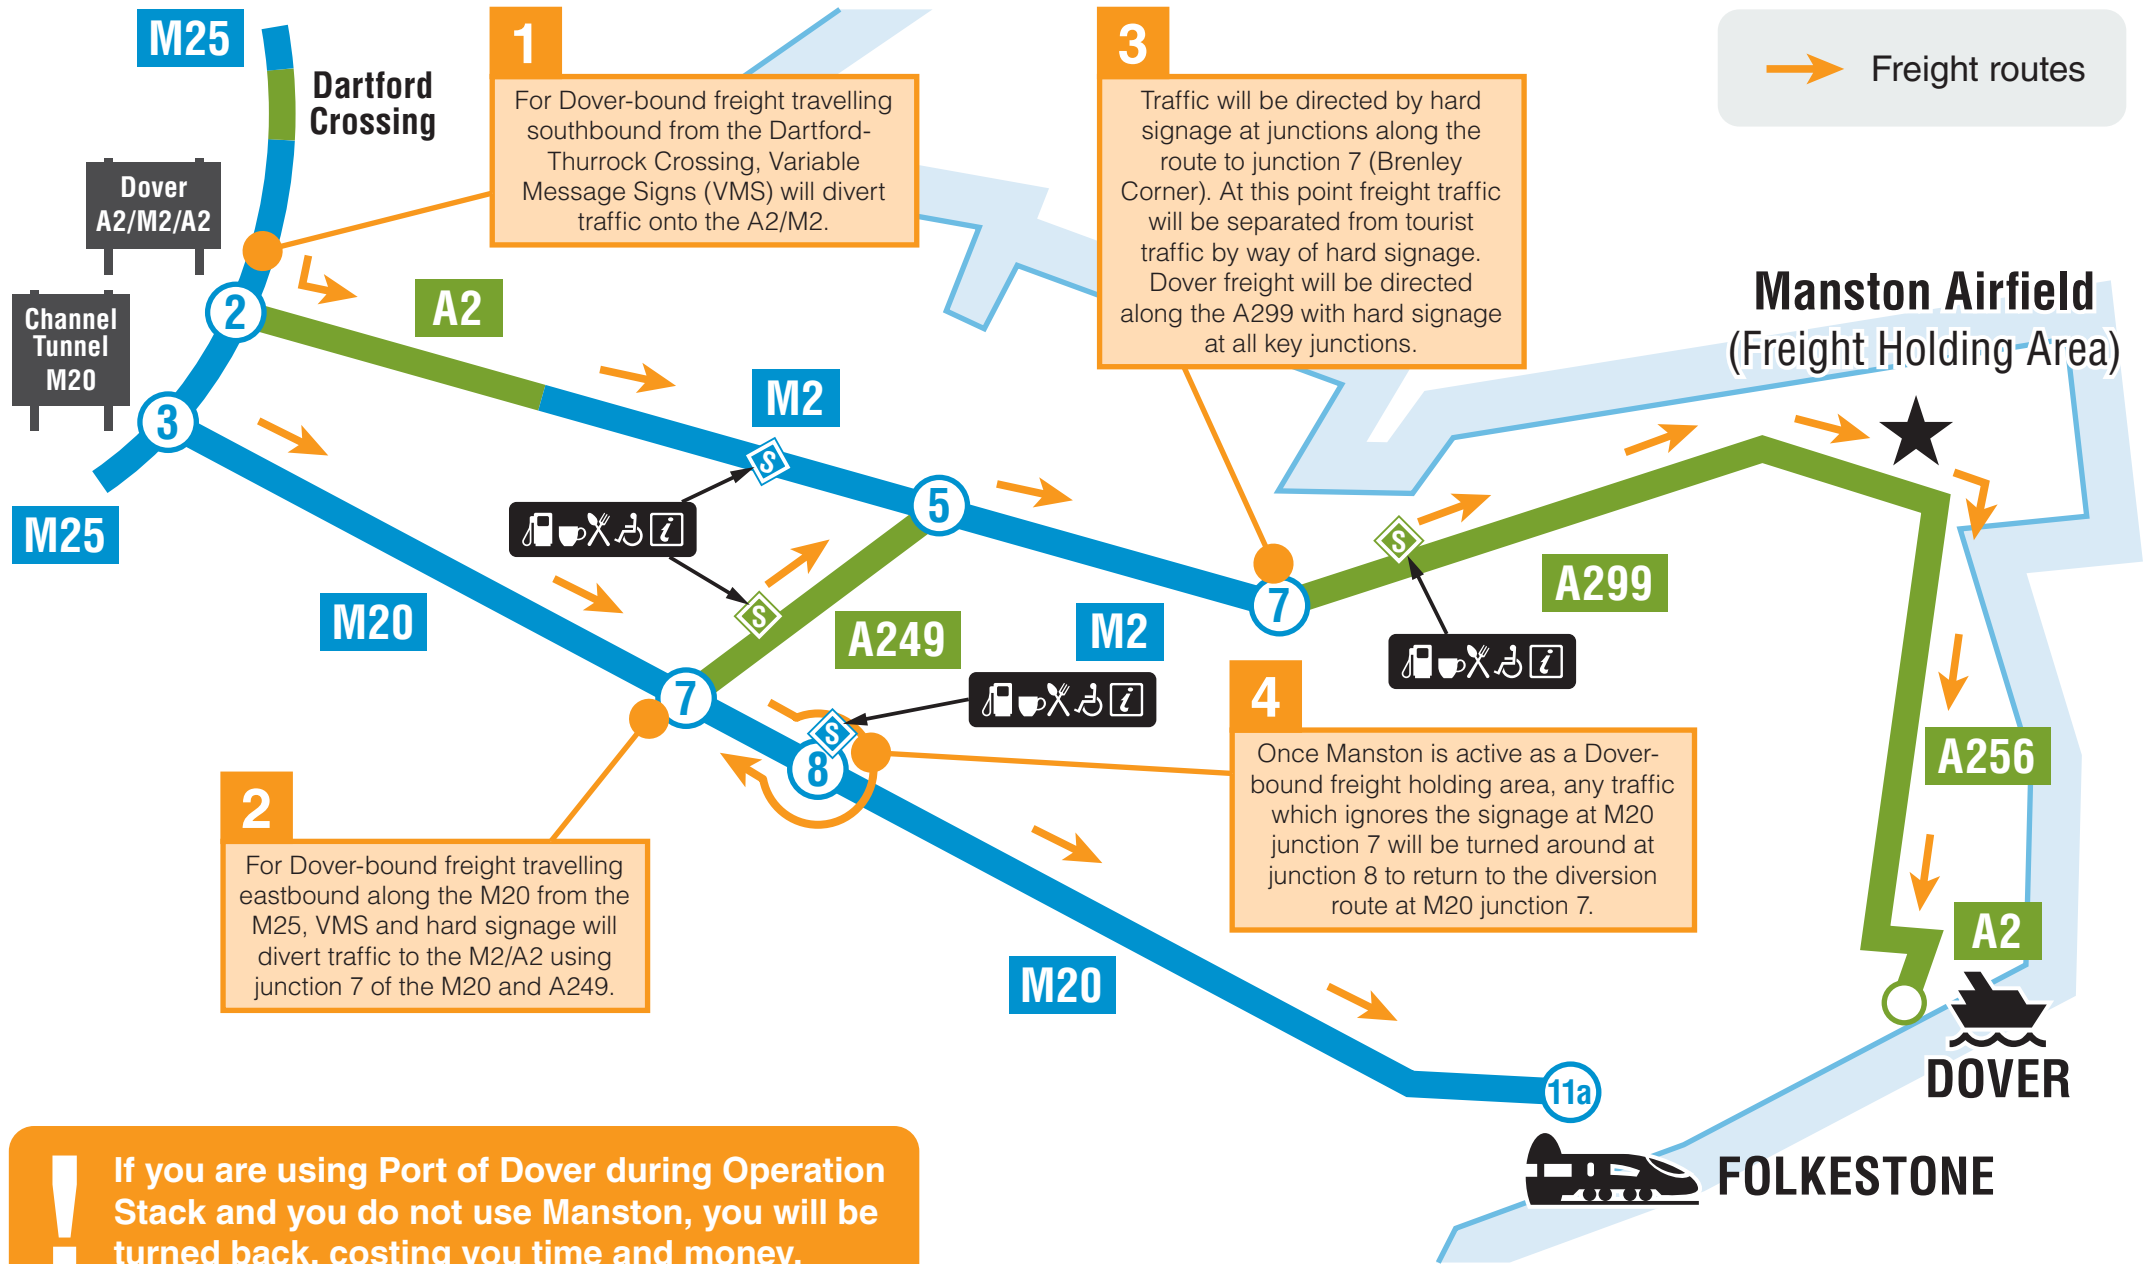 M25
Dartford
Crossing
1
For Dover-bound freight travelling
southbound from the Dartford-
Thurrock Crossing, Variable
Message Signs (VMS) will divert
traffic onto the A2/M2.
3
Traffic will be directed by hard
signage at junctions along the
route to junction 7 (Brenley
Corner). At this point freight traffic
will be separated from tourist
traffic by way of hard signage.
Dover freight will be directed
along the A299 with hard signage
at all key junctions.
Freight routes
Dover
A2/M2/A2
Channel
Tunnel
M20
2
A2
3
M25
M2
S
5
Manston Airfield
(Freight Holding Area)
i
S
M20
A249
M2
7
S
A299
i
7
S
8
i
4
Once Manston is active as a Dover-
bound freight holding area, any traffic
which ignores the signage at M20
junction 7 will be turned around at
junction 8 to return to the diversion
route at M20 junction 7.
A256
A2
2
For Dover-bound freight travelling
eastbound along the M20 from the
M25, VMS and hard signage will
divert traffic to the M2/A2 using
junction 7 of the M20 and A249.
M20
DOVER
11a
FOLKESTONE
!
If you are using Port of Dover during Operation
Stack and you do not use Manston, you will be
turned back, costing you time and money.